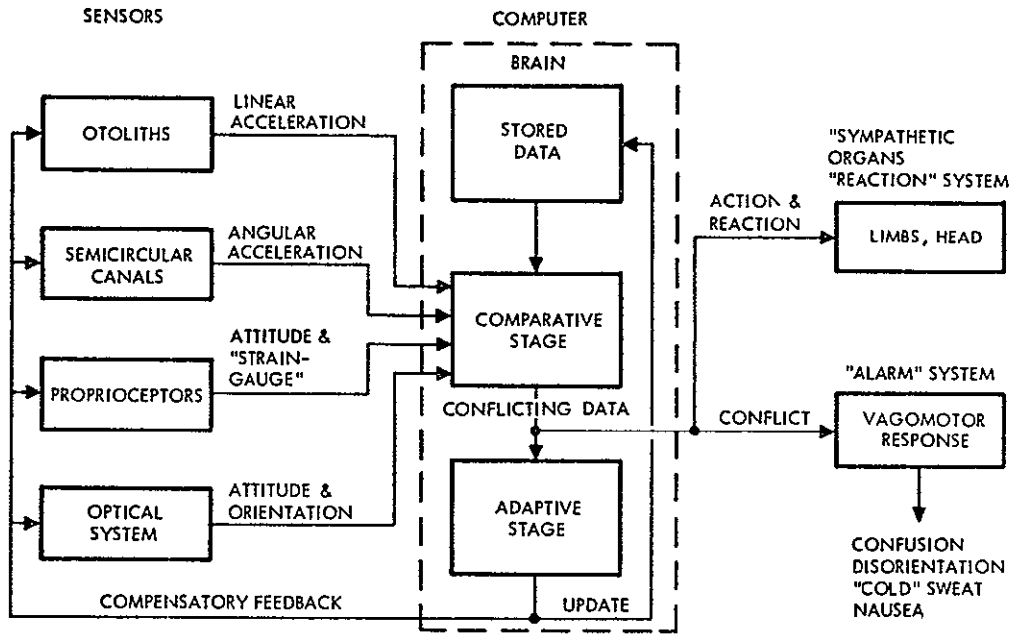 SENSORS
COMPUTER
BRAIN
OTOLITHS
LINEAR
ACCELERATION
STORED
DATA
"SYMPATHETIC
ORGANS
"REACTION" SYSTEM
ACTION &
REACTION
LIMBS, HEAD
SEMICIRCULAR
CANALS
ANGULAR
ACCELERATION
COMPARATIVE
STAGE
PROPRIOCEPTORS
ATTITUDE &
"STRAIN-
GAUGE"
CONFLICTING DATA
"ALARM" SYSTEM
CONFLICT
VAGOMOTOR
RESPONSE
OPTICAL
SYSTEM
ATTITUDE &
ORIENTATION
ADAPTIVE
STAGE
CONFUSION
DISORIENTATION
"COLD" SWEAT
NAUSEA
COMPENSATORY FEEDBACK
UPDATE